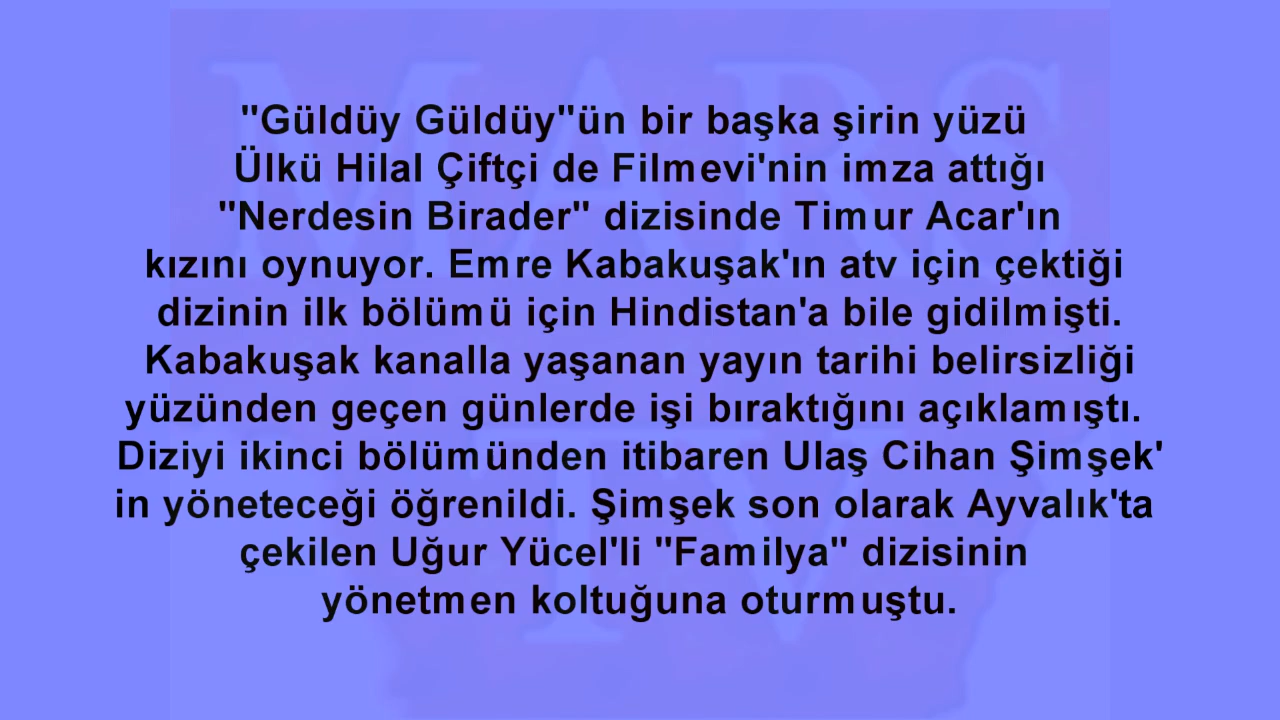 "Güldüy Güldüy"ün bir başka şirin yüzü
Ülkü Hilal Çiftçi de Filmevi'nin imza attığı
"Nerdesin Birader" dizisinde Timur Acar'ın
kızını oynuyor. Emre Kabakuşak'ın atv için çektiği
dizinin ilk bölümü için Hindistan'a bile gidilmişti.
Kabakuşak kanalla yaşanan yayın tarihi belirsizliği
yüzünden geçen günlerde işi bıraktığını açıklamıştı.
Diziyi ikinci bölümünden itibaren Ulaş Cihan Şimşek'
in yöneteceği öğrenildi. Şimşek son olarak Ayvalık'ta
çekilen Uğur Yücel'li "Familya" dizisinin
yönetmen koltuğuna oturmuştu.
MARS
TV